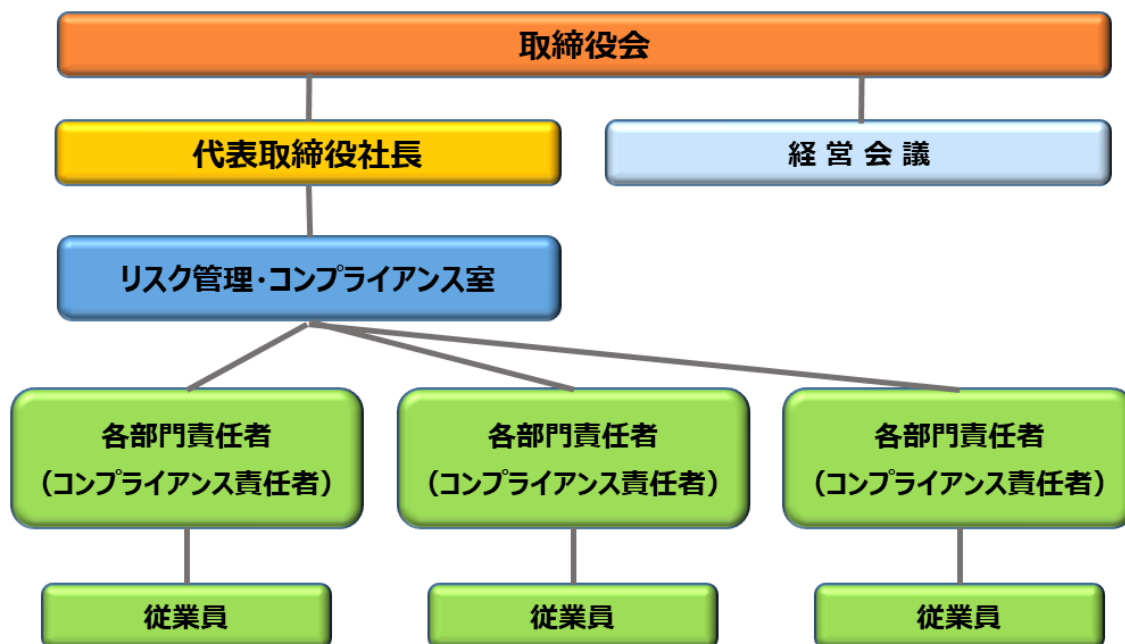 取締役会
代表取締役社長
経営会議
リスク管理・コンプライアンス室
各部門責任者
（コンプライアンス責任者）
各部門責任者
（コンプライアンス責任者）
各部門責任者
（コンプライアンス責任者）
従業員
従業員
従業員